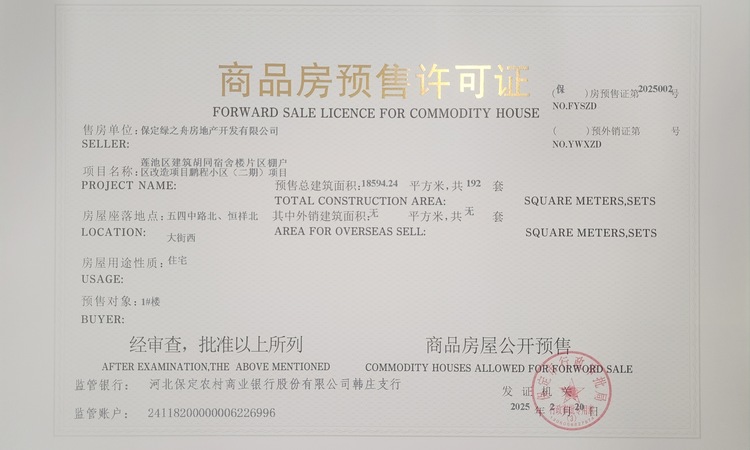 商品房预售许可证
FORWARD SALE LICENCE FOR COMMODITY HOUSE
(保)房预售证第2025002号
NO.FYSZD
( )预外销证第 号
NO.YWXZD
售房单位: 保定绿之舟房地产开发有限公司
SELLER:
项目名称: 莲池区建筑胡同宿舍楼片区棚户
区改造项目鹏程小区(二期)项目
PROJECT NAME:
预售总建筑面积: 18594.24 平方米,共 192 套
TOTAL CONSTRUCTION AREA: SQUARE METERS,SETS
房屋座落地点: 五四中路北、恒祥北
大街西
LOCATION:
其中外销建筑面积: 无 平方米,共 无 套
AREA FOR OVERSEAS SELL: SQUARE METERS,SETS
房屋用途性质: 住宅
USAGE:
预售对象: 1#楼
BUYER:
经审查，批准以上所列 商品房屋公开预售
AFTER EXAMINATION,THE ABOVE MENTIONED COMMODITY HOUSES ALLOWED FOR FORWORD SALE
监管银行: 河北保定农村商业银行股份有限公司韩庄支行
监管账户: 24118200000006226996
发证机关
2025 年 2 月 20 日